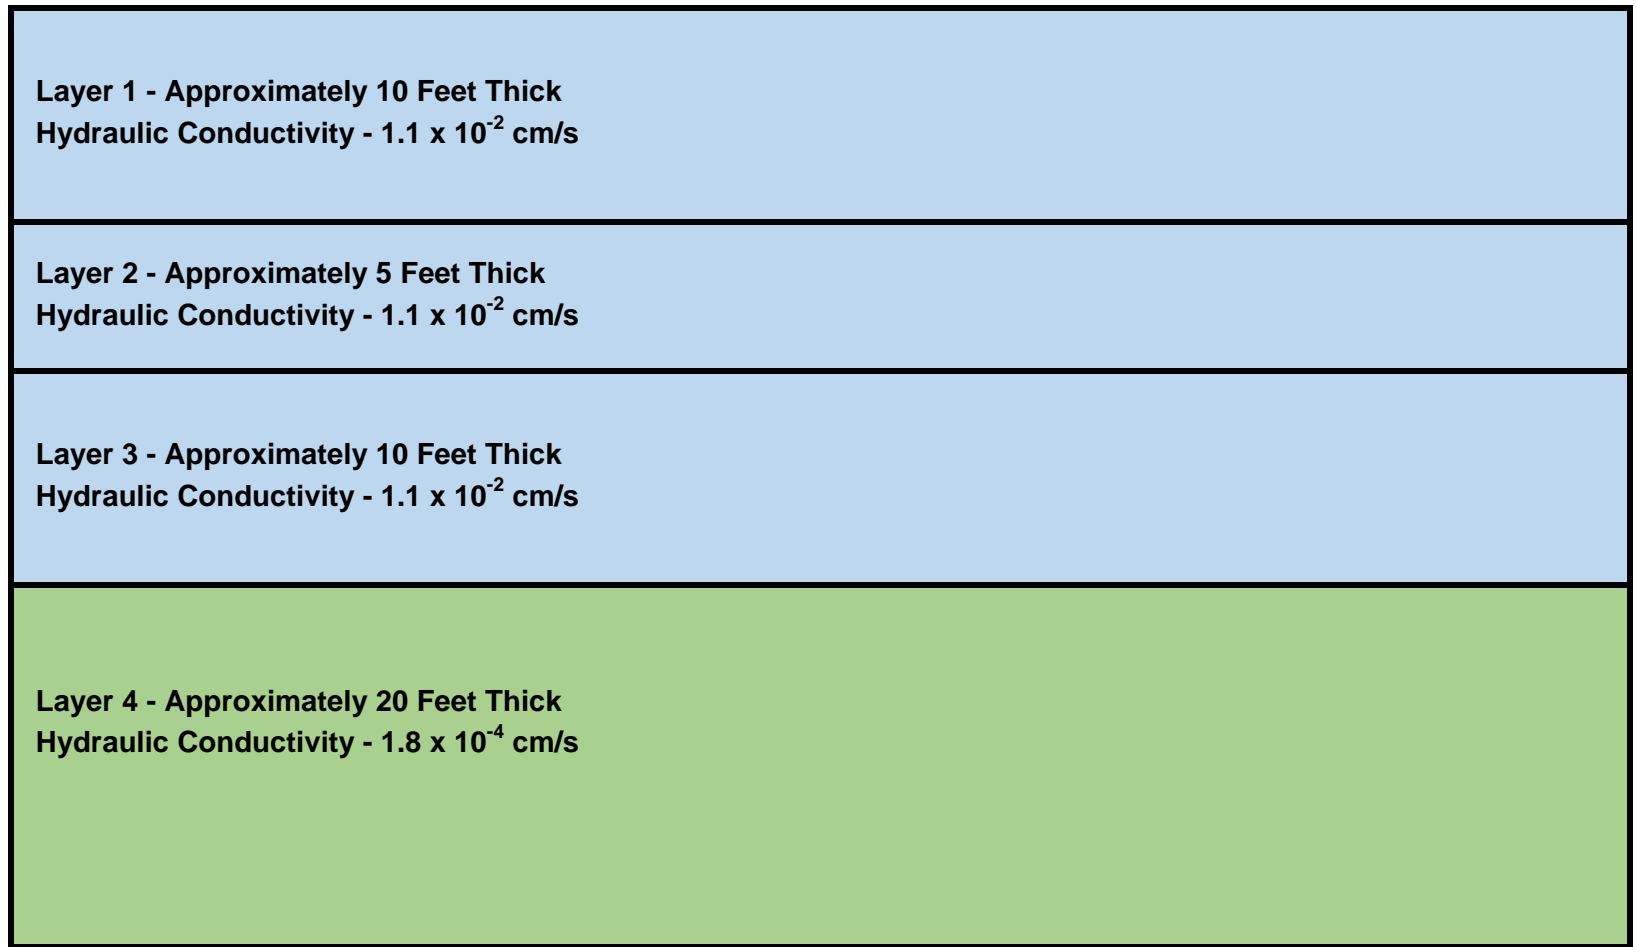 Layer 1 - Approximately 10 Feet Thick
Hydraulic Conductivity - 1.1 x 10⁻² cm/s
Layer 2 - Approximately 5 Feet Thick
Hydraulic Conductivity - 1.1 x 10⁻² cm/s
Layer 3 - Approximately 10 Feet Thick
Hydraulic Conductivity - 1.1 x 10⁻² cm/s
Layer 4 - Approximately 20 Feet Thick
Hydraulic Conductivity - 1.8 x 10⁻⁴ cm/s